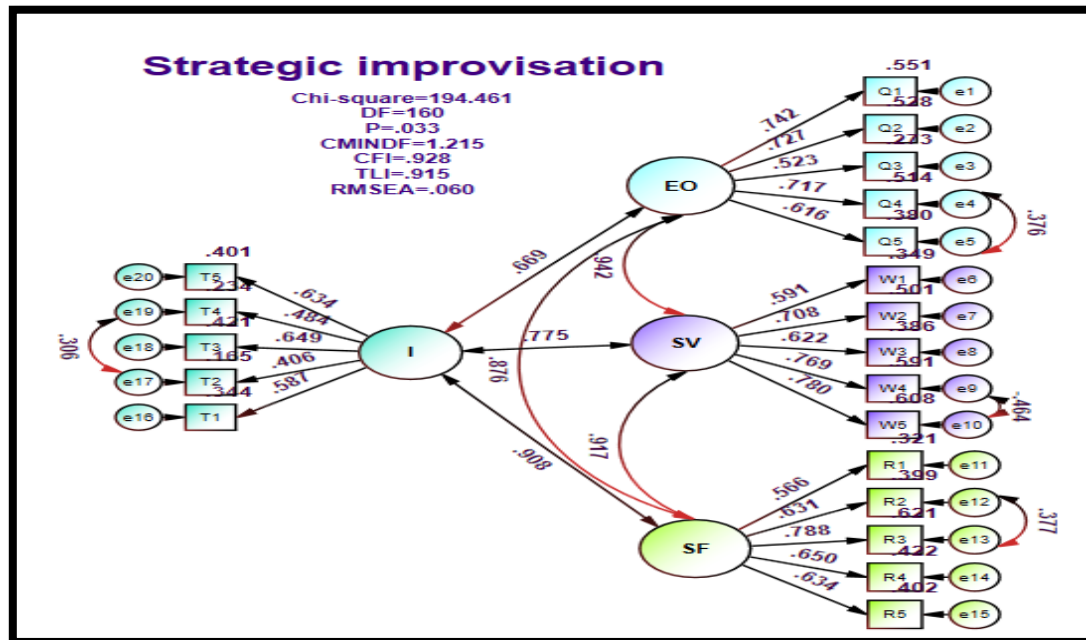 Strategic improvisation
Chi-square=194.461
DF=160
P=.033
CMINDF=1.215
CFI=.928
TLI=.915
RMSEA=.060
.551
Q1
e1
.742
.528
Q2
e2
.727
.273
Q3
e3
.523
.514
Q4
e4
.717
.380
Q5
e5
.616
.376
EO
.349
W1
e6
.591
.501
W2
e7
.708
.386
W3
e8
.622
.591
W4
e9
.769
.608
W5
e10
.780
-.464
SV
.321
R1
e11
.566
.399
R2
e12
.631
.621
R3
e13
.788
.422
R4
e14
.650
.402
R5
e15
.634
.377
SF
.401
e20
T5
.634
.234
e19
T4
.484
.421
e18
T3
.649
.165
e17
T2
.406
.344
e16
T1
.587
.306
I
.669
.942
.775
.876
.917
.908